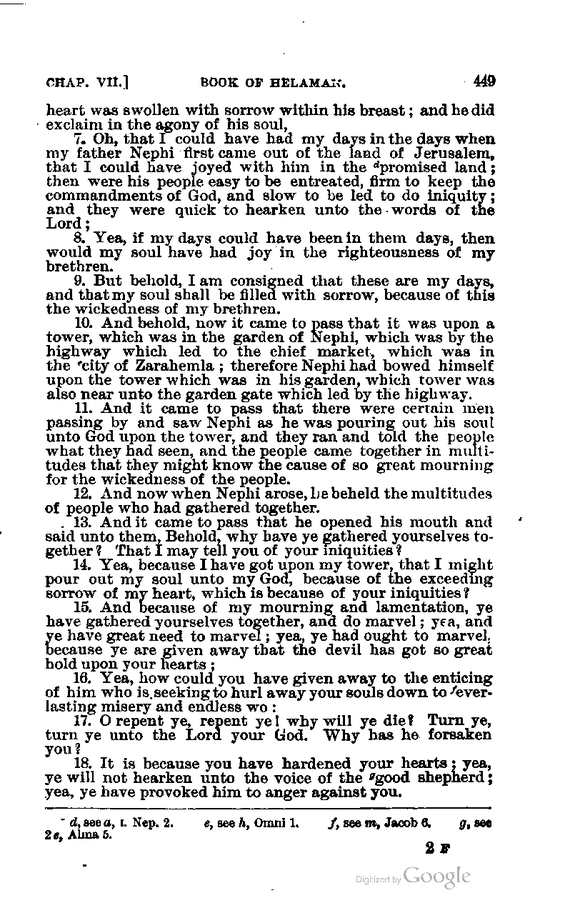 CHAP. VII.] BOOK OF HELAMAN. 449
heart was swollen with sorrow within his breast; and he did
exclaim in the agony of his soul,
7. Oh, that I could have had my days in the days when
my father Nephi first came out of the land of Jerusalem,
that I could have joyed with him in the ᵈpromised land;
then were his people easy to be entreated, firm to keep the
commandments of God, and slow to be led to do iniquity;
and they were quick to hearken unto the words of the
Lord;
8. Yea, if my days could have been in them days, then
would my soul have had joy in the righteousness of my
brethren.
9. But behold, I am consigned that these are my days,
and that my soul shall be filled with sorrow, because of this
the wickedness of my brethren.
10. And behold, now it came to pass that it was upon a
tower, which was in the garden of Nephi, which was by the
highway which led to the chief market, which was in
the ᵉcity of Zarahemla; therefore Nephi had bowed himself
upon the tower which was in his garden, which tower was
also near unto the garden gate which led by the highway.
11. And it came to pass that there were certain men
passing by and saw Nephi as he was pouring out his soul
unto God upon the tower, and they ran and told the people
what they had seen, and the people came together in multi-
tudes that they might know the cause of so great mourning
for the wickedness of the people.
12. And now when Nephi arose, he beheld the multitudes
of people who had gathered together.
13. And it came to pass that he opened his mouth and
said unto them, Behold, why have ye gathered yourselves to-
gether? That I may tell you of your iniquities?
14. Yea, because I have got upon my tower, that I might
pour out my soul unto my God, because of the exceeding
sorrow of my heart, which is because of your iniquities?
15. And because of my mourning and lamentation, ye
have gathered yourselves together, and do marvel; yea, and
ye have great need to marvel; yea, ye had ought to marvel,
because ye are given away that the devil has got so great
hold upon your hearts;
16. Yea, how could you have given away to the enticing
of him who is seeking to hurl away your souls down to ᶠever-
lasting misery and endless wo:
17. O repent ye, repent ye! why will ye die? Turn ye,
turn ye unto the Lord your God. Why has he forsaken
you?
18. It is because you have hardened your hearts; yea,
ye will not hearken unto the voice of the ᵍgood shepherd;
yea, ye have provoked him to anger against you.
d, see a, I. Nep. 2. e, see h, Omni 1. f, see m, Jacob 6. g, see
2 e, Alma 5.
2 F
Digitized by Google